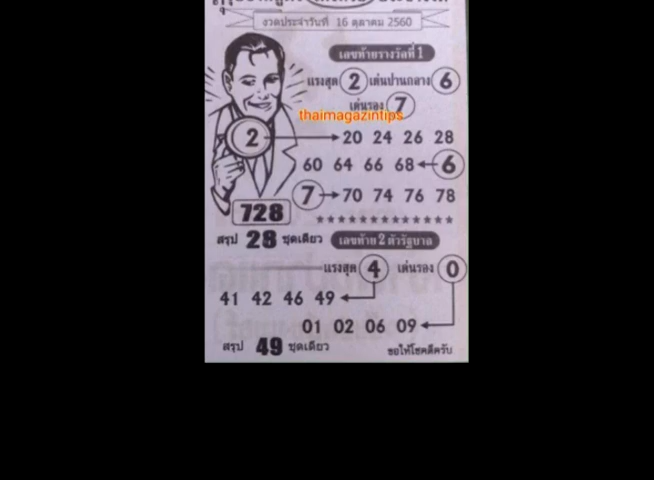 งวดประจำวันที่ 16 ตุลาคม 2560
เลขท้ายรางวัลที่ 1
แรงสุด 2 เด่นปานกลาง 6
เด่นรอง 7
thaimagazintips
2 20 24 26 28
60 64 66 68 6
7 70 74 76 78
728 *************
สรุป 28 ชุดเดียว เลขท้าย 2 ตัวรัฐบาล
แรงสุด 4 เด่นรอง 0
41 42 46 49
01 02 06 09
สรุป 49 ชุดเดียว ขอให้โชคดีครับ